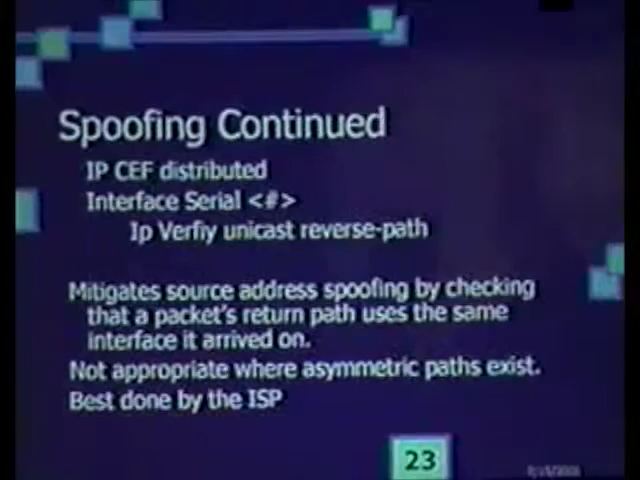 Spoofing Continued
IP CEF distributed
Interface Serial <#>
Ip Verfiy unicast reverse-path
Mitigates source address spoofing by checking
that a packet's return path uses the same
interface it arrived on.
Not appropriate where asymmetric paths exist.
Best done by the ISP
23